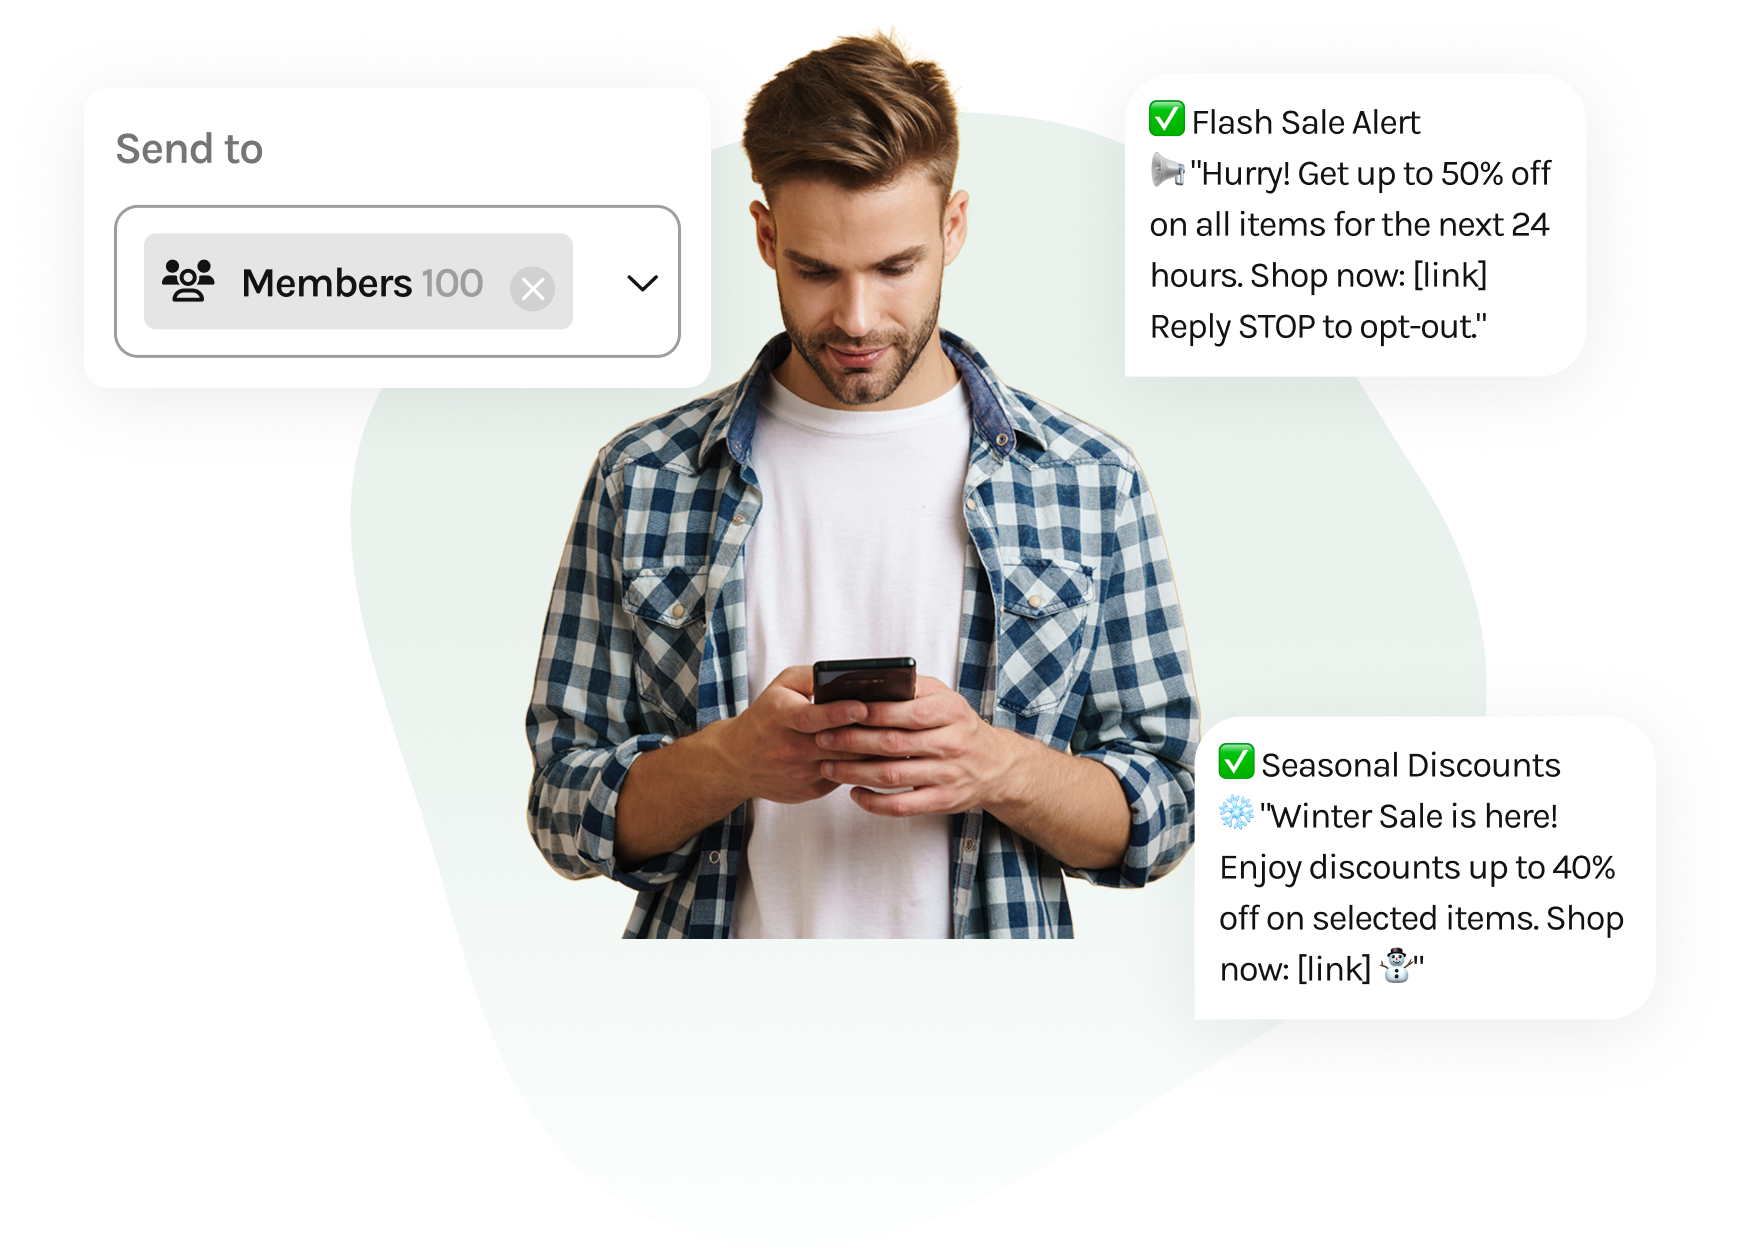 Send to
Members 100
✅ Flash Sale Alert
📢 "Hurry! Get up to 50% off
on all items for the next 24
hours. Shop now: [link]
Reply STOP to opt-out."
✅ Seasonal Discounts
❄️ "Winter Sale is here!
Enjoy discounts up to 40%
off on selected items. Shop
now: [link] ⛄"